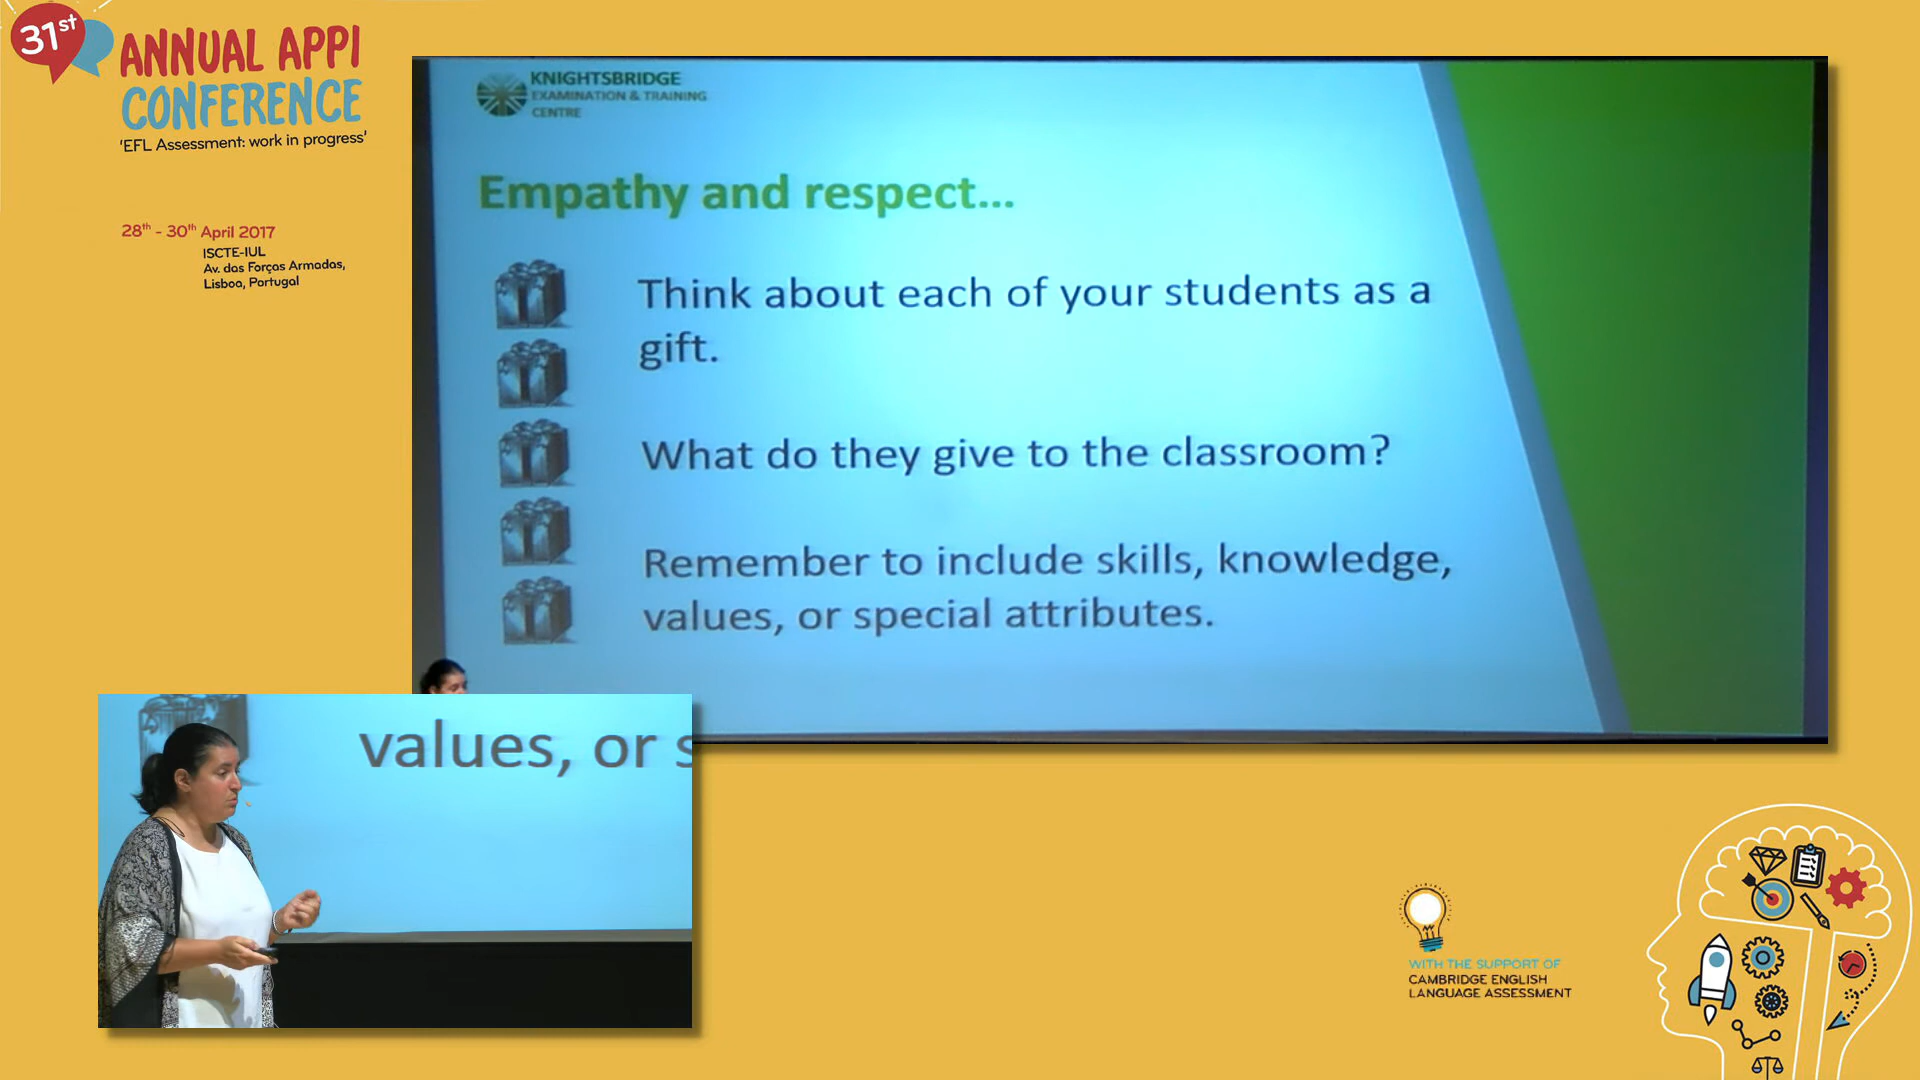 31st
ANNUAL APPI
CONFERENCE
'EFL Assessment: work in progress'
28th - 30th April 2017
ISCTE-IUL
Av. das Forças Armadas,
Lisboa, Portugal
KNIGHTSBRIDGE
EXAMINATION & TRAINING
CENTRE
Empathy and respect...
Think about each of your students as a
gift.
What do they give to the classroom?
Remember to include skills, knowledge,
values, or special attributes.
values, or s
WITH THE SUPPORT OF
CAMBRIDGE ENGLISH
LANGUAGE ASSESSMENT